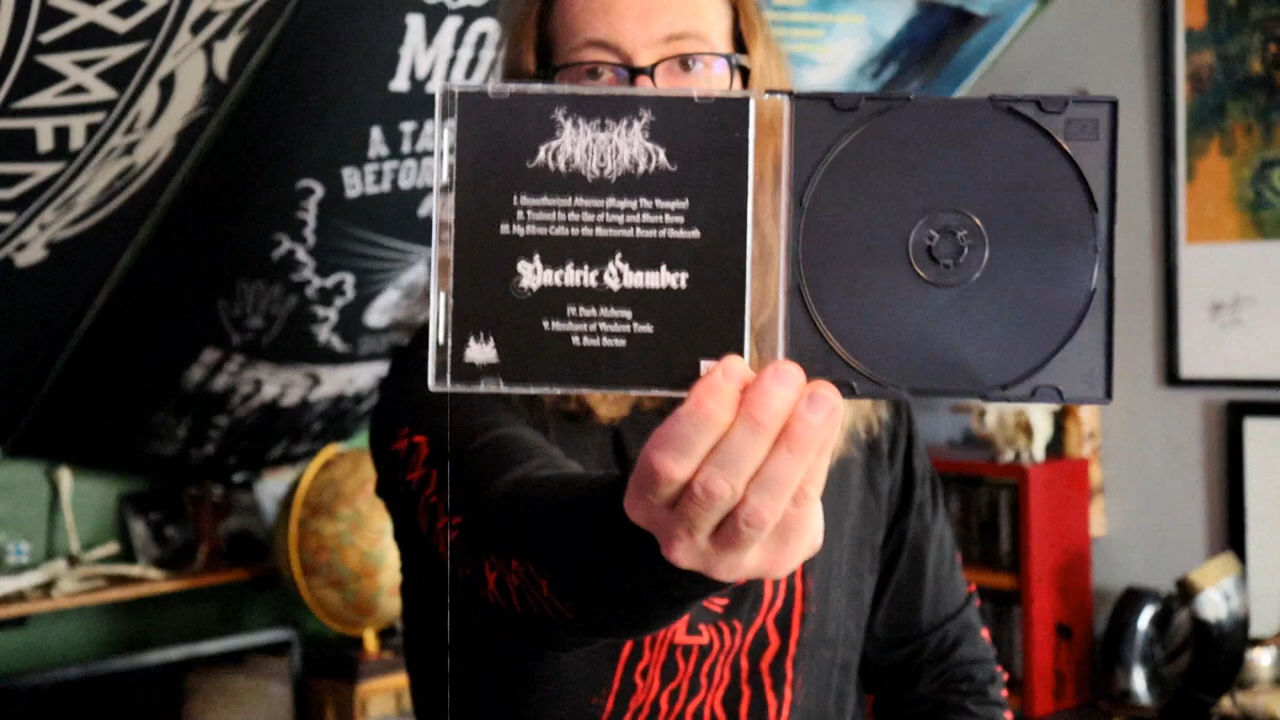 MO
A TA
BEFOR
I. Unauthorized Absence (Slaying The Vampire)
II. Trained In the Use of Long and Short Bows
III. My Silver Calls to the Nocturnal Beast of Undeath
Chamber
IV. Dark Alchemy
V. Merchant of Virulent Tonic
VI. Soul Doctor